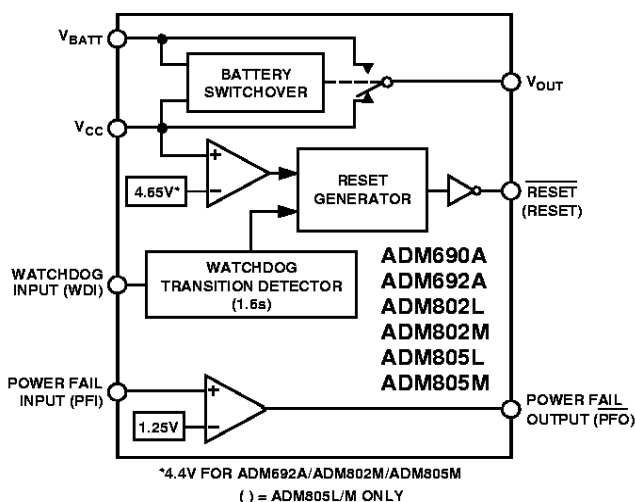 VBATT
BATTERY
SWITCHOVER
VOUT
VCC
+
4.65V*
−
RESET
GENERATOR
RESET
(RESET)
WATCHDOG
INPUT (WDI)
WATCHDOG
TRANSITION DETECTOR
(1.6s)
ADM690A
ADM692A
ADM802L
ADM802M
ADM805L
ADM805M
POWER FAIL
INPUT (PFI)
+
1.25V
−
POWER FAIL
OUTPUT (PFO)
*4.4V FOR ADM692A/ADM802M/ADM805M
( ) = ADM805L/M ONLY